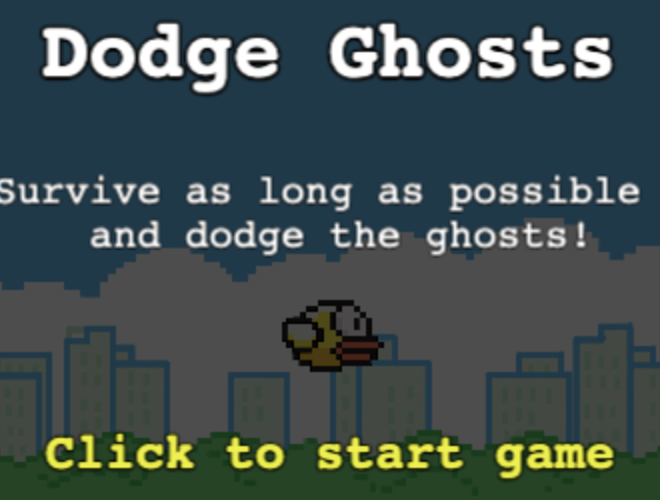 Dodge Ghosts
Survive as long as possible
and dodge the ghosts!
Click to start game